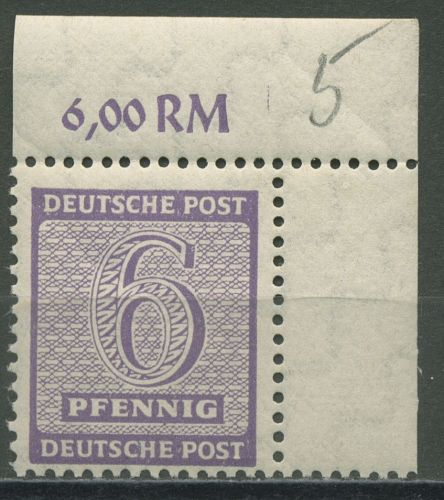 5
6,00 RM
DEUTSCHE POST
6
PFENNIG
DEUTSCHE POST